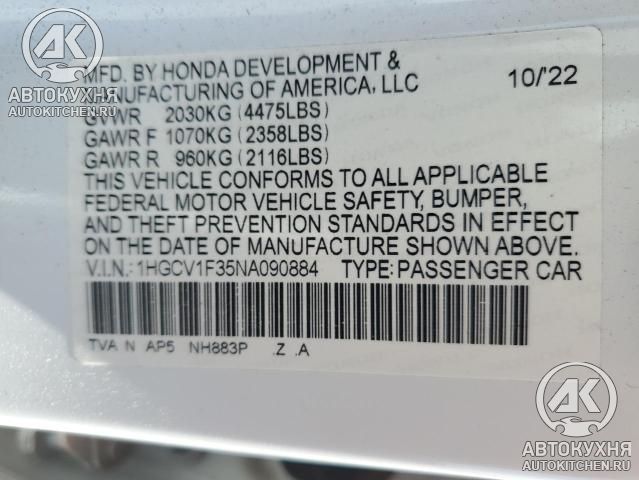 AK
АВТОКУХНЯ
AUTOKITCHEN.RU
MFD. BY HONDA DEVELOPMENT &
MANUFACTURING OF AMERICA, LLC 10/'22
GVWR 2030KG (4475LBS)
GAWR F 1070KG (2358LBS)
GAWR R 960KG (2116LBS)
THIS VEHICLE CONFORMS TO ALL APPLICABLE
FEDERAL MOTOR VEHICLE SAFETY, BUMPER,
AND THEFT PREVENTION STANDARDS IN EFFECT
ON THE DATE OF MANUFACTURE SHOWN ABOVE.
V.I.N.: 1HGCV1F35NA090884 TYPE: PASSENGER CAR
TVA N AP5 NH883P .Z .A
AK
АВТОКУХНЯ
AUTOKITCHEN.RU